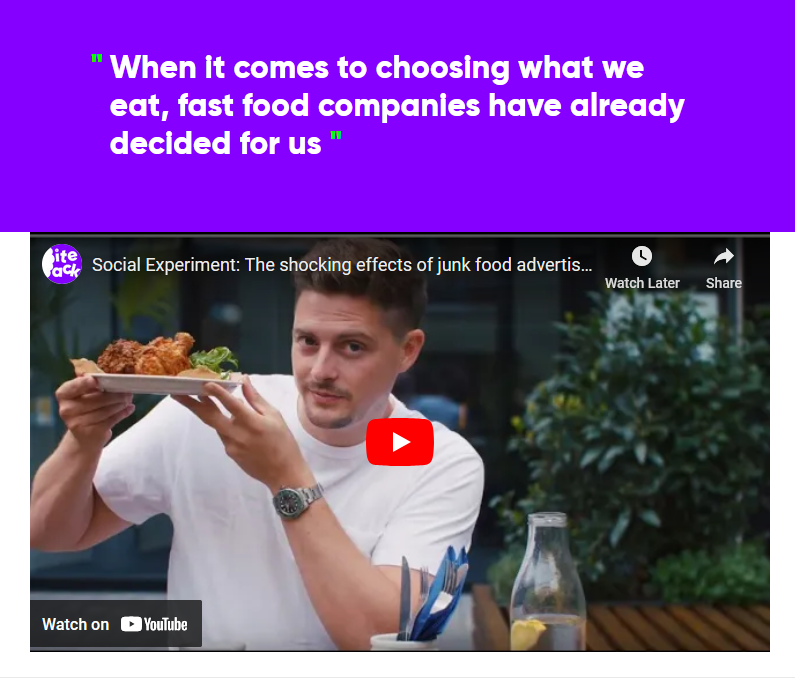 " When it comes to choosing what we
eat, fast food companies have already
decided for us "
ite
ack
Social Experiment: The shocking effects of junk food advertis...
Watch Later
Share
Watch on YouTube